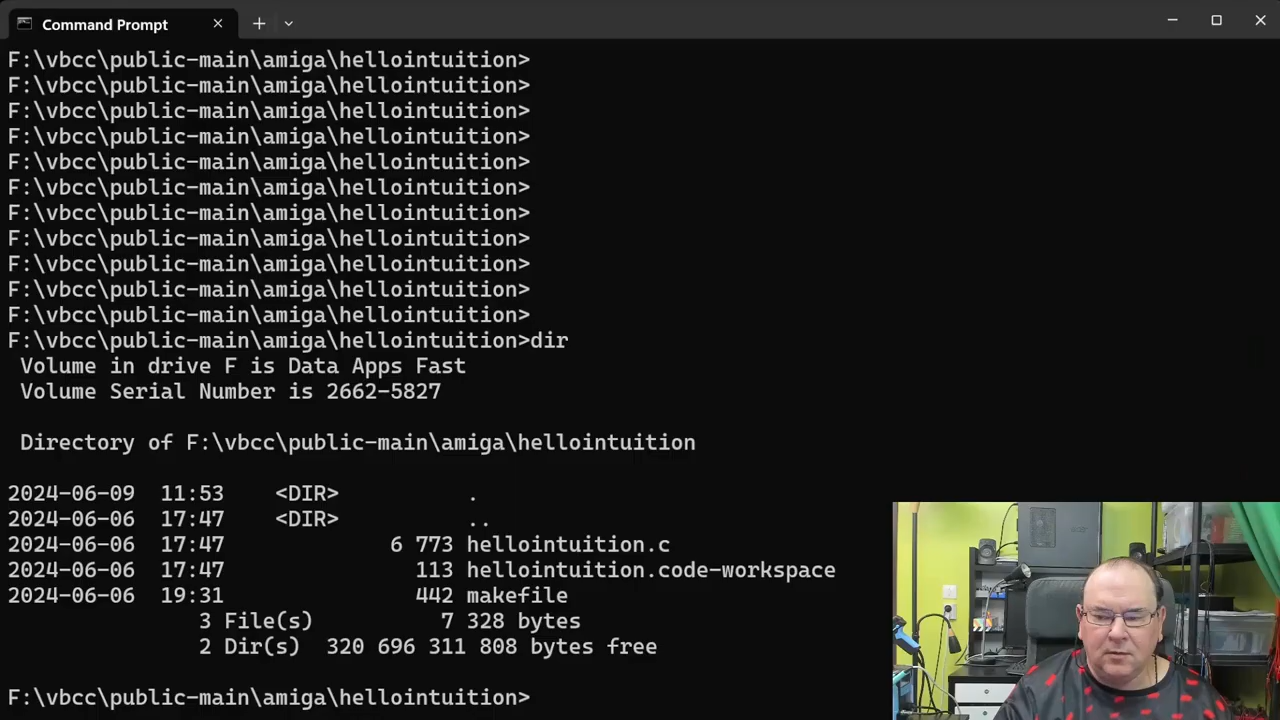 Command Prompt
F:\vbcc\public-main\amiga\hellointuition>
F:\vbcc\public-main\amiga\hellointuition>
F:\vbcc\public-main\amiga\hellointuition>
F:\vbcc\public-main\amiga\hellointuition>
F:\vbcc\public-main\amiga\hellointuition>
F:\vbcc\public-main\amiga\hellointuition>
F:\vbcc\public-main\amiga\hellointuition>
F:\vbcc\public-main\amiga\hellointuition>
F:\vbcc\public-main\amiga\hellointuition>
F:\vbcc\public-main\amiga\hellointuition>
F:\vbcc\public-main\amiga\hellointuition>
F:\vbcc\public-main\amiga\hellointuition>dir
Volume in drive F is Data Apps Fast
Volume Serial Number is 2662-5827
Directory of F:\vbcc\public-main\amiga\hellointuition
2024-06-09 11:53 <DIR> .
2024-06-06 17:47 <DIR> ..
2024-06-06 17:47 6 773 hellointuition.c
2024-06-06 17:47 113 hellointuition.code-workspace
2024-06-06 19:31 442 makefile
3 File(s) 7 328 bytes
2 Dir(s) 320 696 311 808 bytes free
F:\vbcc\public-main\amiga\hellointuition>